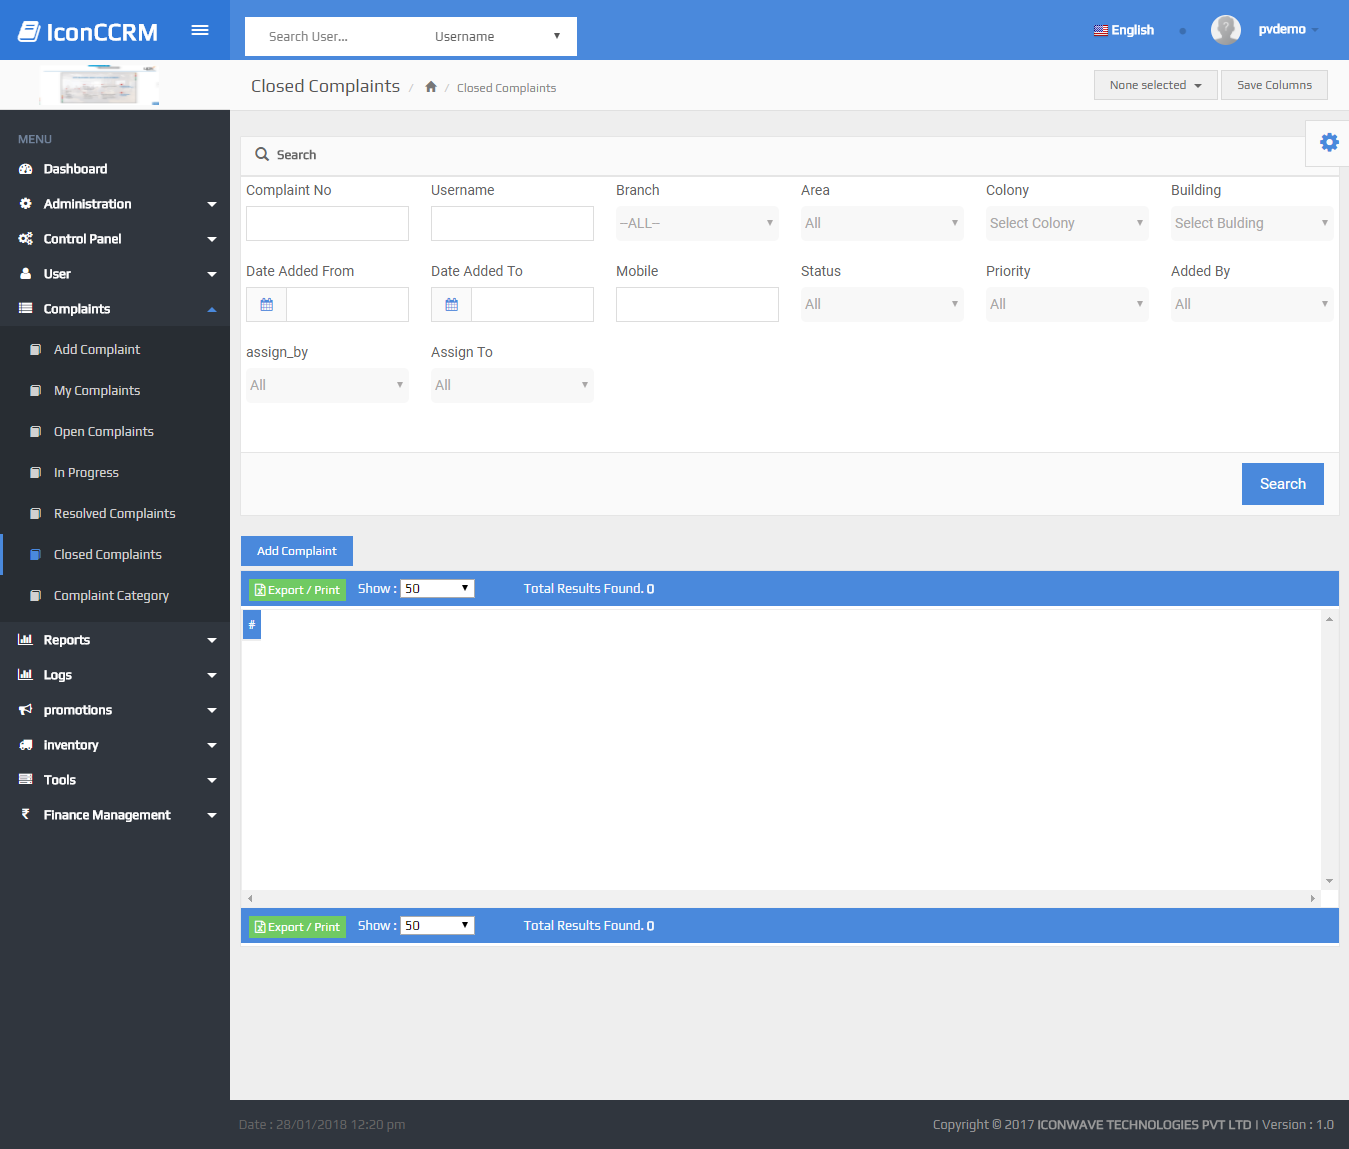 IconCCRM
Search User...
Username
English
pvdemo
Closed Complaints / / Closed Complaints
None selected
Save Columns
MENU
Dashboard
Administration
Control Panel
User
Complaints
Add Complaint
My Complaints
Open Complaints
In Progress
Resolved Complaints
Closed Complaints
Complaint Category
Reports
Logs
promotions
Inventory
Tools
Finance Management
Search
Complaint No
Username
Branch
Area
Colony
Building
--ALL--
All
Select Colony
Select Bulding
Date Added From
Date Added To
Mobile
Status
Priority
Added By
All
All
All
assign_by
Assign To
All
All
Search
Add Complaint
Export / Print
Show : 50
Total Results Found. 0
#
Export / Print
Show : 50
Total Results Found. 0
Date : 28/01/2018 12:20 pm
Copyright © 2017 ICONWAVE TECHNOLOGIES PVT LTD | Version : 1.0